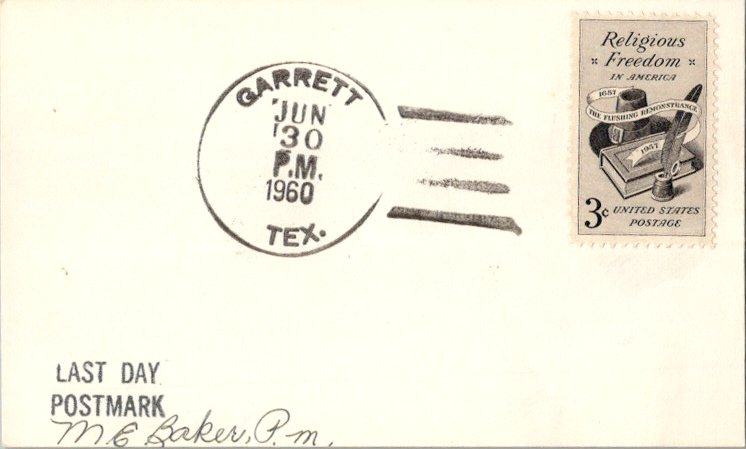 GARRETT
JUN
30
P.M.
1960
TEX.
Religious
Freedom
IN AMERICA
1657
THE FLUSHING REMONSTRANCE
1957
3¢ UNITED STATES
POSTAGE
LAST DAY
POSTMARK
M E Baker, P.m.